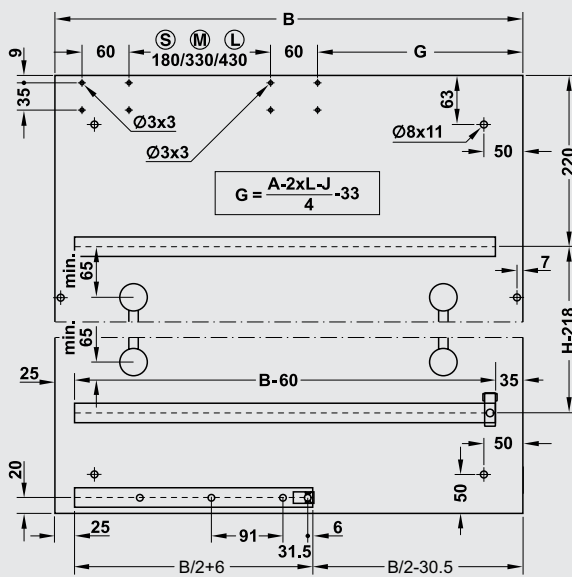 B
9
60
S M L
180/330/430
60
G
35
Ø3x3
Ø3x3
63
Ø8x11
50
220
G = A-2xL-J / 4 -33
min.
65
7
min.
65
H-218
25
B-60
35
50
20
50
25
91
31.5
6
B/2+6
B/2-30.5